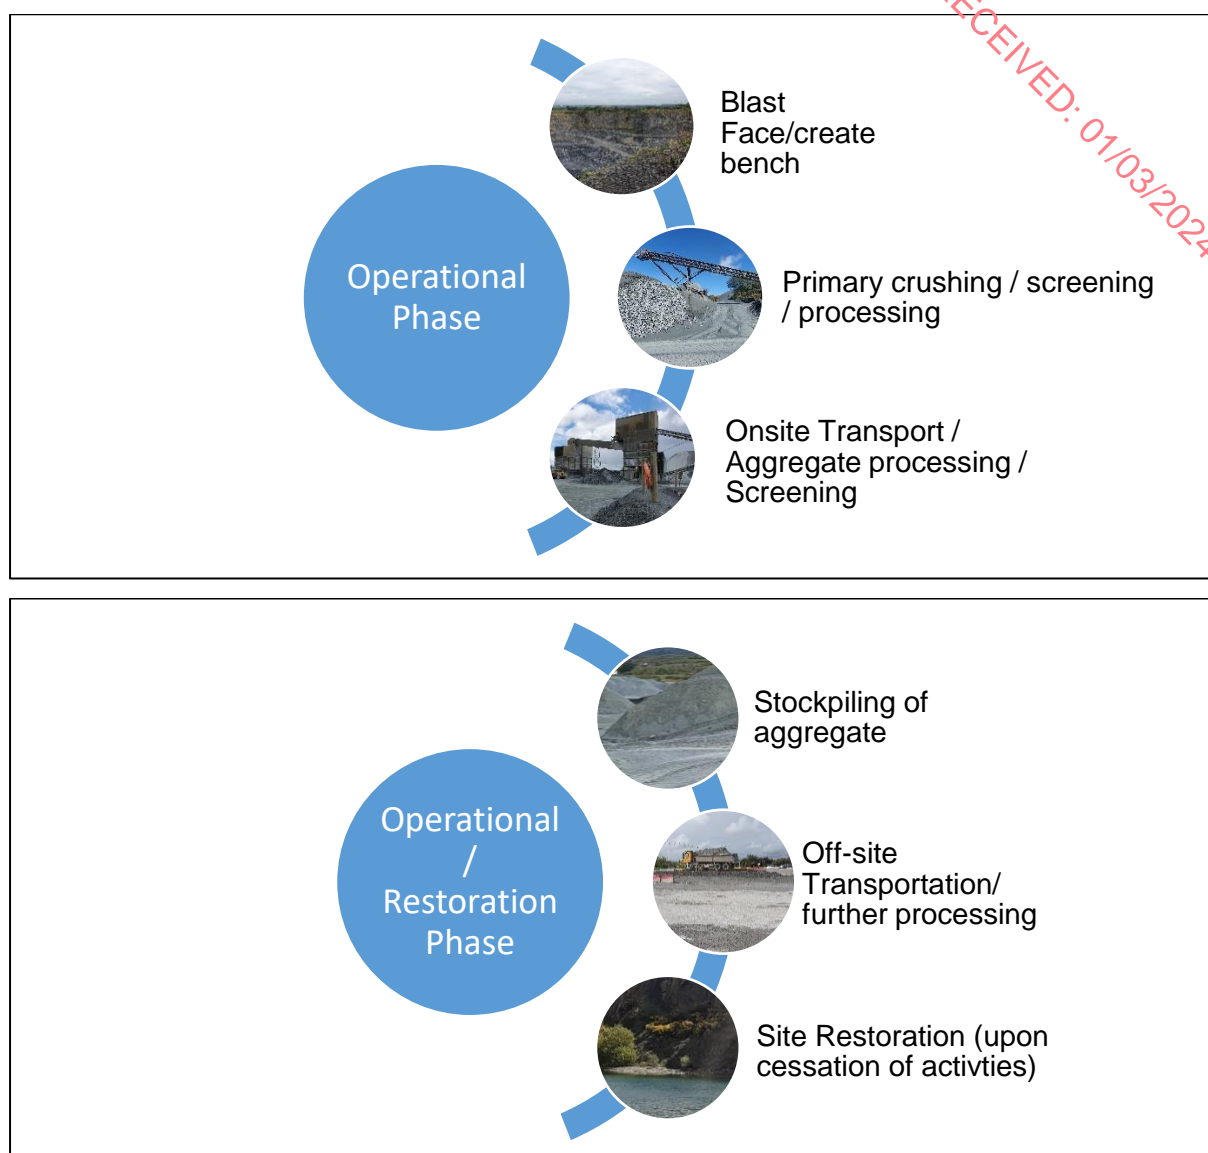 RECEIVED: 01/03/2024
Blast
Face/create
bench
Operational
Phase
Primary crushing / screening
/ processing
Onsite Transport /
Aggregate processing /
Screening
Stockpiling of
aggregate
Operational
/
Restoration
Phase
Off-site
Transportation/
further processing
Site Restoration (upon
cessation of activties)